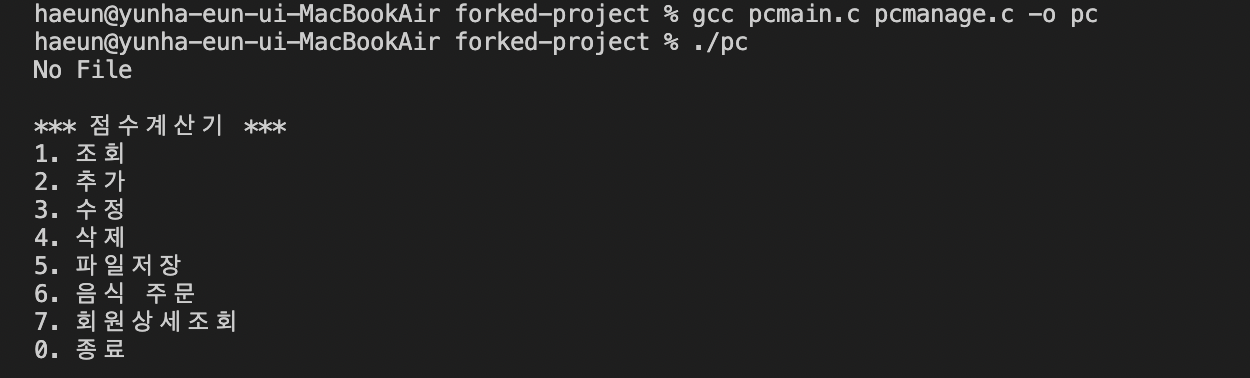 haeun@yunha-eun-ui-MacBookAir forked-project % gcc pcmain.c pcmanage.c -o pc
haeun@yunha-eun-ui-MacBookAir forked-project % ./pc
No File
*** 점수계산기 ***
1. 조회
2. 추가
3. 수정
4. 삭제
5. 파일저장
6. 음식 주문
7. 회원상세조회
0. 종료